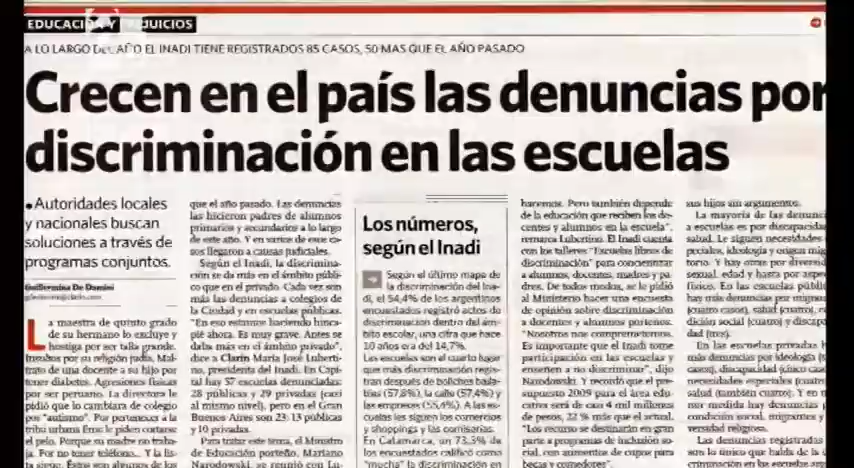 EDUCACIÓN Y PREJUICIOS
A LO LARGO DEL AÑO EL INADI TIENE REGISTRADOS 85 CASOS, 50 MAS QUE EL AÑO PASADO
Crecen en el país las denuncias por
discriminación en las escuelas
Autoridades locales
y nacionales buscan
soluciones a través de
programas conjuntos.
Guillermina De Domini
La maestra de quinto grado
de su hermano lo excluye y
hostiga por ser talla grande.
Insultos por su religión judía. Mal-
trato de una docente a su hijo por
tener diabetes. Agresiones físicas
por ser peruano. La directora le
pidió que lo cambiara de colegio
por "autismo". Por pertenecer a la
tribu urbana Emo le piden cortarse
el pelo. Porque su madre no traba-
ja. Por no tener teléfono... Y la lis-
ta sigue. Estos son algunos de los
que el año pasado. Las denuncias
las hicieron padres de alumnos
primarios y secundarios a lo largo
de este año. Y en varios de este ca-
sos llegaron a causas judiciales.
Según el Inadi, la discrimina-
ción se da más en el ámbito públi-
co que en el privado. Cada vez son
más las denuncias a colegios de
la Ciudad y en escuelas públicas.
"En eso estamos haciendo hinca-
pié ahora. Es muy grave. Antes se
daba más en el ámbito privado",
dice a Clarín María José Luberti-
no, presidenta del Inadi. En Capi-
tal hay 57 escuelas denunciadas:
28 públicas y 29 privadas (casi
al mismo nivel), pero en el Gran
Buenos Aires son 23: 13 públicas
y 10 privadas.
Para tratar este tema, el Ministro
de Educación porteño, Mariano
Narodowski, se reunió con Lu-
Los números,
según el Inadi
Según el último mapa de
la discriminación del Ina-
di, el 54,4% de los argentinos
encuestados registró actos de
discriminación dentro del ám-
bito escolar, una cifra que hace
10 años era del 14,7%.
Las escuelas son el cuarto lugar
que más discriminación regis-
tran después de boliches baila-
bles (57,8%), la calle (57,4%) y
las empresas (55,4%). A las es-
cuelas les siguen los comercios
y shoppings y las comisarías.
En Catamarca, un 73,3% de
los encuestados calificó como
"mucha" la discriminación en
hacemos. Pero también depende
de la educación que reciben los do-
centes y alumnos en la escuela",
remarca Lubertino. El Inadi cuenta
con los talleres "Escuelas libres de
discriminación" para concientizar
a alumnos, docentes, madres y pa-
dres. De todos modos, se le pidió
al Ministerio hacer una encuesta
de opinión sobre discriminación
a docentes y alumnos porteños.
"Nosotros nos comprometimos.
Es importante que el Inadi tome
participación en las escuelas y
enseñen a no discriminar", dijo
Narodowski. Y recordó que el pre-
supuesto 2009 para el área edu-
cativa será de casi 4 mil millones
de pesos, 22 % más que el actual.
"Los recursos se destinarán en gran
parte a programas de inclusión so-
cial, con aumentos de cupos para
becas y comedores".
sus hijos sin argumentos.
La mayoría de las denunci
a escuelas es por discapacidad
salud. Le siguen necesidades
peciales, ideología y origen mig
torio. Y hay otras por diversid
sexual, edad y hasta por aspe
físico. En las escuelas públic
hay más denuncias por migran
(cuatro casos), salud (cuatro),
dición social (cuatro) y discapa
dad (tres).
En las escuelas privadas h
más denuncias por ideología (s
casos), discapacidad (cinco casos
necesidades especiales (cuatro
salud (también cuatro). Y en m
nor medida hay denuncias p
condición social, migrantes y
versidad religiosa.
Las denuncias registradas
son lo único que habla de la d
criminación en las escuelas arg